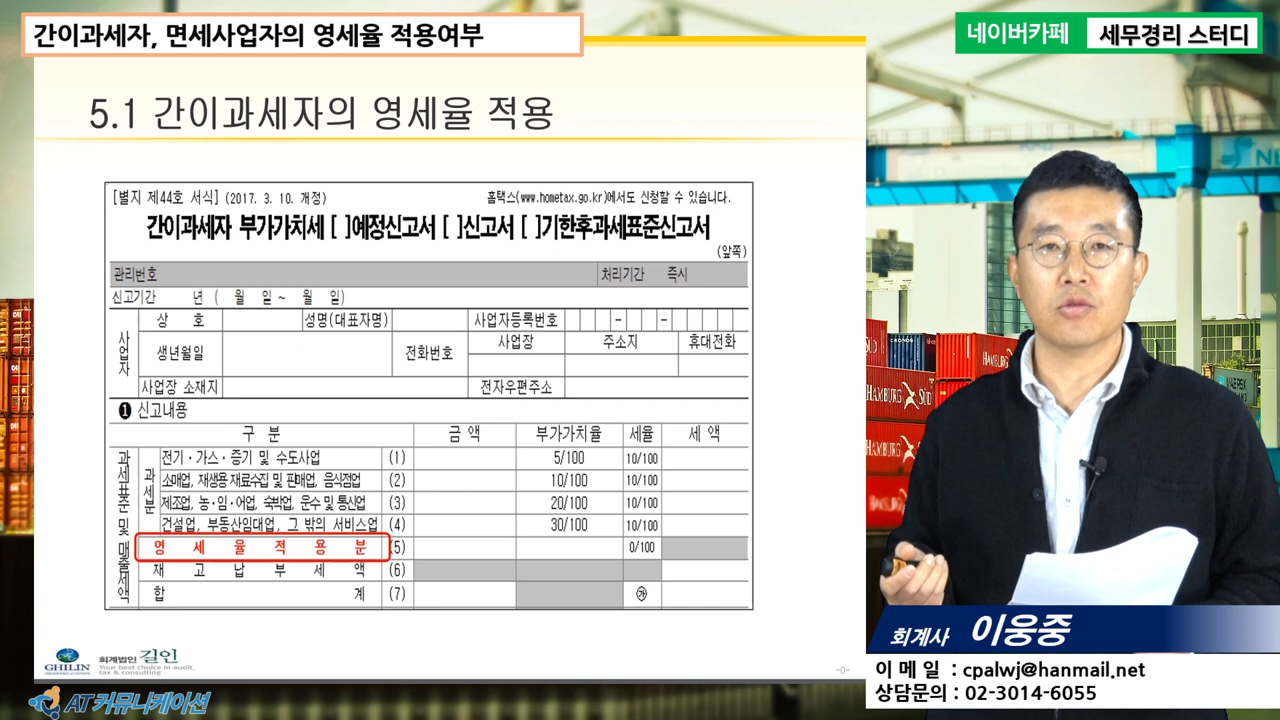 간이과세자, 면세사업자의 영세율 적용여부
네이버카페 세무경리 스터디
5.1 간이과세자의 영세율 적용
[별지 제44호 서식] (2017. 3. 10. 개정) 홈택스(www.hometax.go.kr)에서도 신청할 수 있습니다.
간이과세자 부가가치세 [ ]예정신고서 [ ]신고서 [ ]기한후과세표준신고서
(앞쪽)
관리번호 처리기간 즉시
신고기간 년 ( 월 일 ~ 월 일)
사업자
상 호 성명(대표자명) 사업자등록번호 - -
생년월일 전화번호 사업장 주소지 휴대전화
사업장 소재지 전자우편주소
❶ 신고내용
구 분 금 액 부가가치율 세율 세 액
과세표준 및 매출세액
과세분
전기·가스·증기 및 수도사업 (1) 5/100 10/100
소매업, 재생용 재료수집 및 판매업, 음식점업 (2) 10/100 10/100
제조업, 농·임·어업, 숙박업, 운수 및 통신업 (3) 20/100 10/100
건설업, 부동산임대업, 그 밖의 서비스업 (4) 30/100 10/100
영 세 율 적 용 분 (5) 0/100
재 고 납 부 세 액 (6)
합 계 (7) ㉮
GHILIN 회계법인 길인
Your best choice in audit,
tax & consulting
-0-
AT커뮤니케이션
SUD CRONOS HAMBURG
HAMBURG SÜD
HAMBURG
MAERSK
회계사 이웅중
이 메 일 : cpalwj@hanmail.net
상담문의 : 02-3014-6055